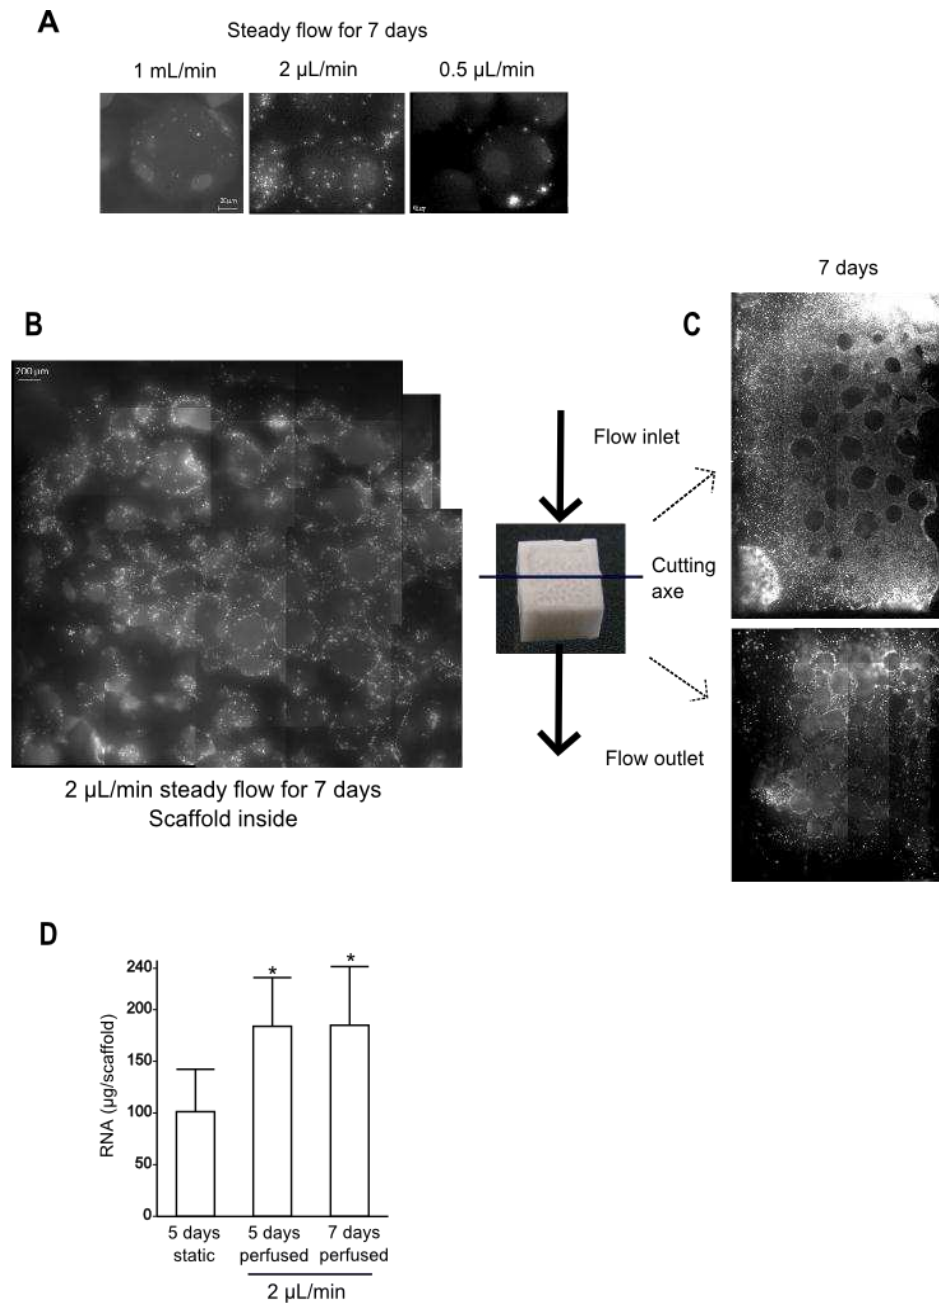 A
Steady flow for 7 days
1 mL/min
2 µL/min
0.5 µL/min
20µm
7 days
B
C
200 µm
Flow inlet
Cutting
axe
Flow outlet
2 µL/min steady flow for 7 days
Scaffold inside
D
RNA (µg/scaffold)
240
200
150
100
50
0
*
*
5 days
static
5 days
perfused
7 days
perfused
2 µL/min